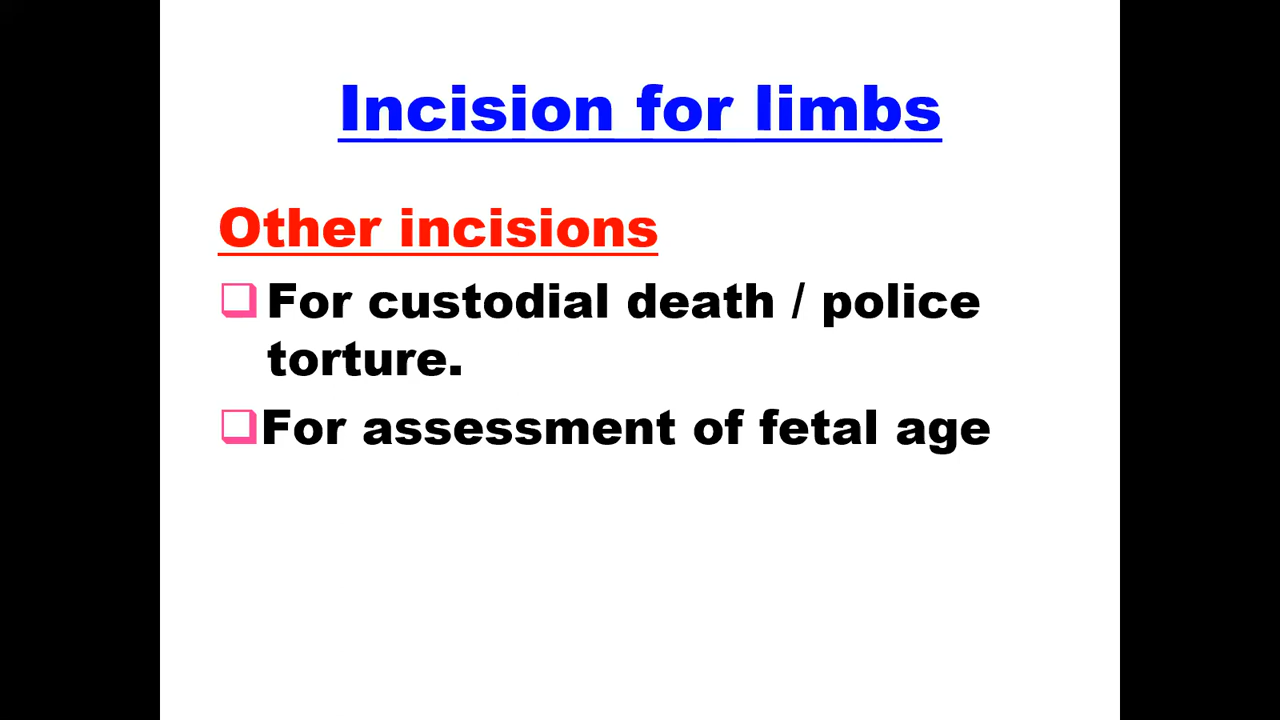 Incision for limbs
Other incisions
For custodial death / police
torture.
For assessment of fetal age